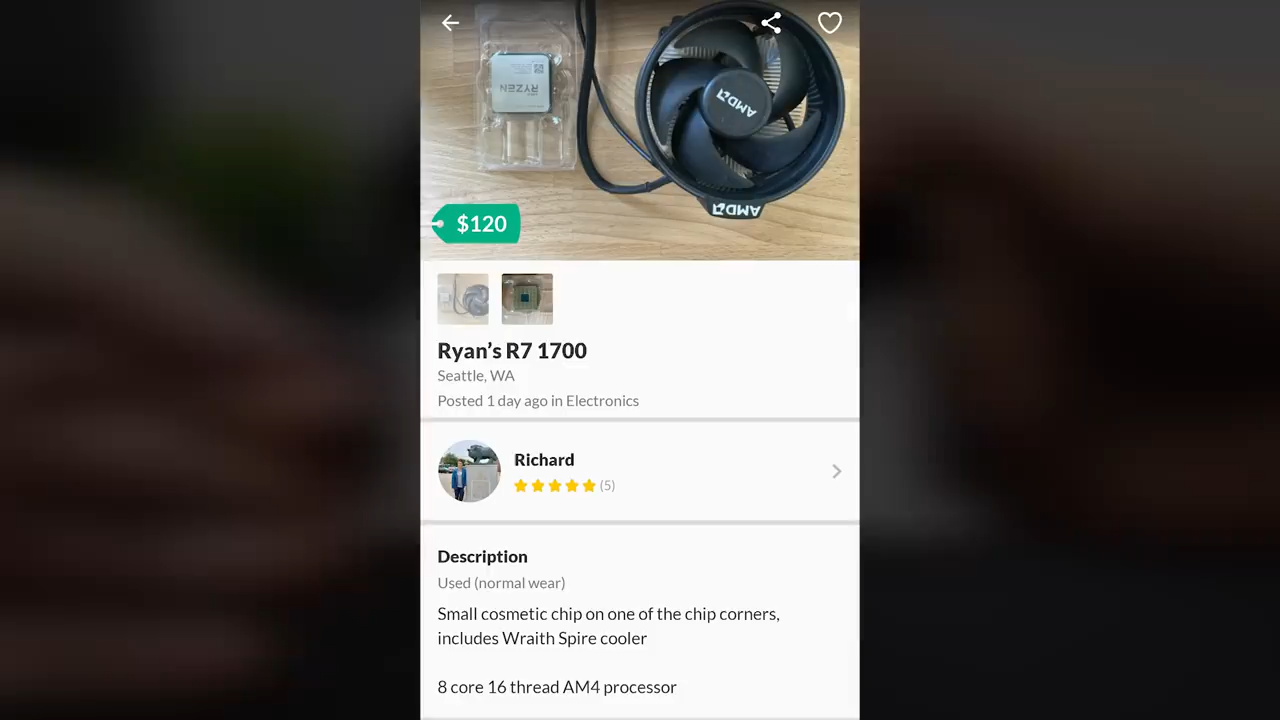 RYZEN
AMD
AMD
$120
Ryan's R7 1700
Seattle, WA
Posted 1 day ago in Electronics
Richard
(5)
Description
Used (normal wear)
Small cosmetic chip on one of the chip corners,
includes Wraith Spire cooler
8 core 16 thread AM4 processor